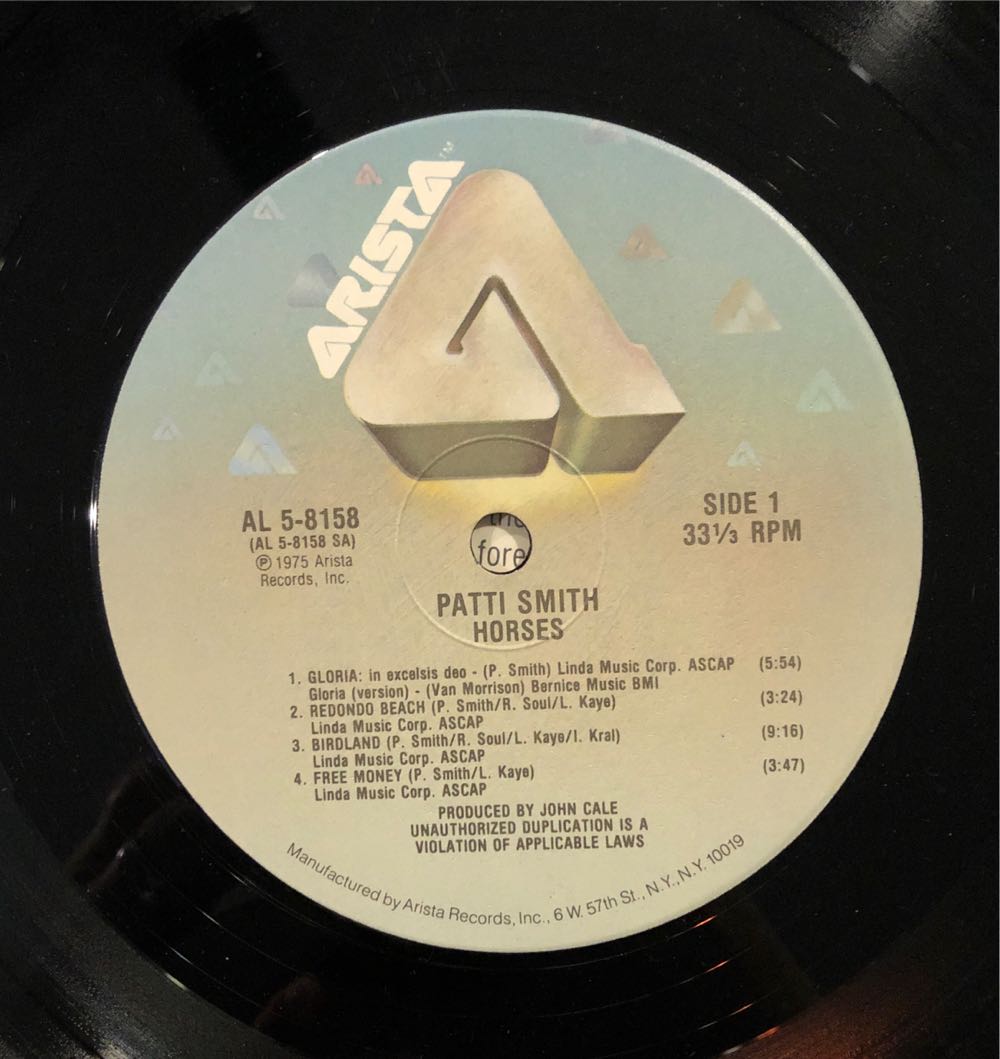 ARISTA™
AL 5-8158
(AL 5-8158 SA)
℗ 1975 Arista
Records, Inc.
SIDE 1
33⅓ RPM
fore
PATTI SMITH
HORSES
1. GLORIA: in excelsis deo - (P. Smith) Linda Music Corp. ASCAP (5:54)
Gloria (version) - (Van Morrison) Bernice Music BMI
2. REDONDO BEACH (P. Smith/R. Soul/L. Kaye) (3:24)
Linda Music Corp. ASCAP
3. BIRDLAND (P. Smith/R. Soul/L. Kaye/I. Kral) (9:16)
Linda Music Corp. ASCAP
4. FREE MONEY (P. Smith/L. Kaye) (3:47)
Linda Music Corp. ASCAP
PRODUCED BY JOHN CALE
UNAUTHORIZED DUPLICATION IS A
VIOLATION OF APPLICABLE LAWS
Manufactured by Arista Records, Inc., 6 W. 57th St., N.Y., N.Y. 10019